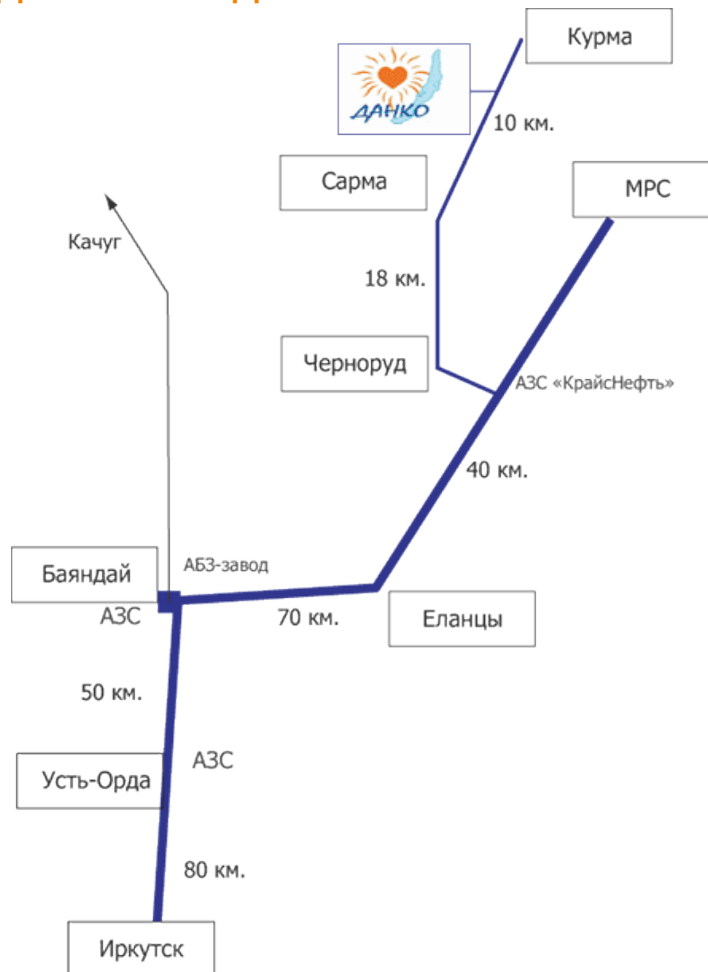 Курма
ДАНКО
10 км.
Сарма
МРС
Качуг
18 км.
Черноруд
АЗС «КрайсНефть»
40 км.
АБЗ-завод
Баяндай
АЗС
70 км.
Еланцы
50 км.
АЗС
Усть-Орда
80 км.
Иркутск